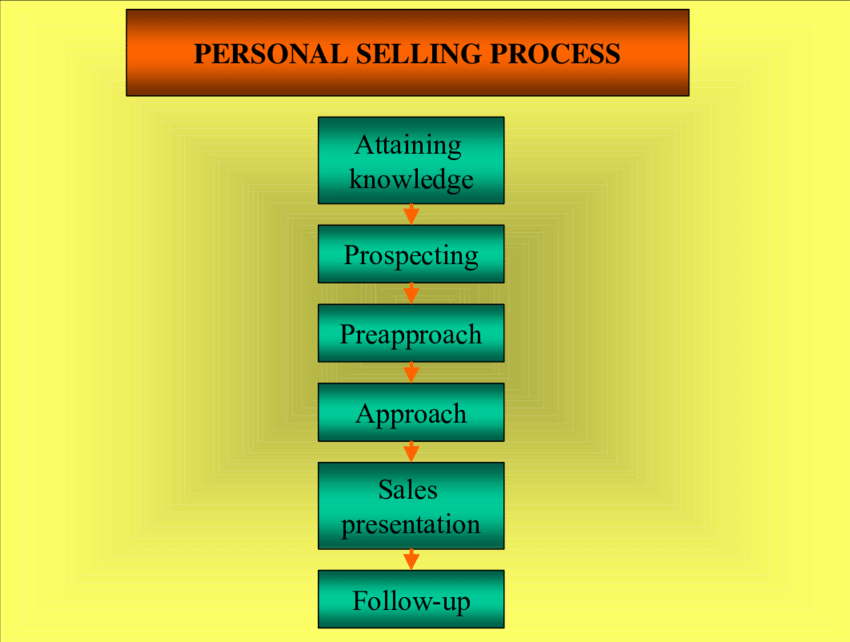 PERSONAL SELLING PROCESS
Attaining
knowledge
Prospecting
Preapproach
Approach
Sales
presentation
Follow-up